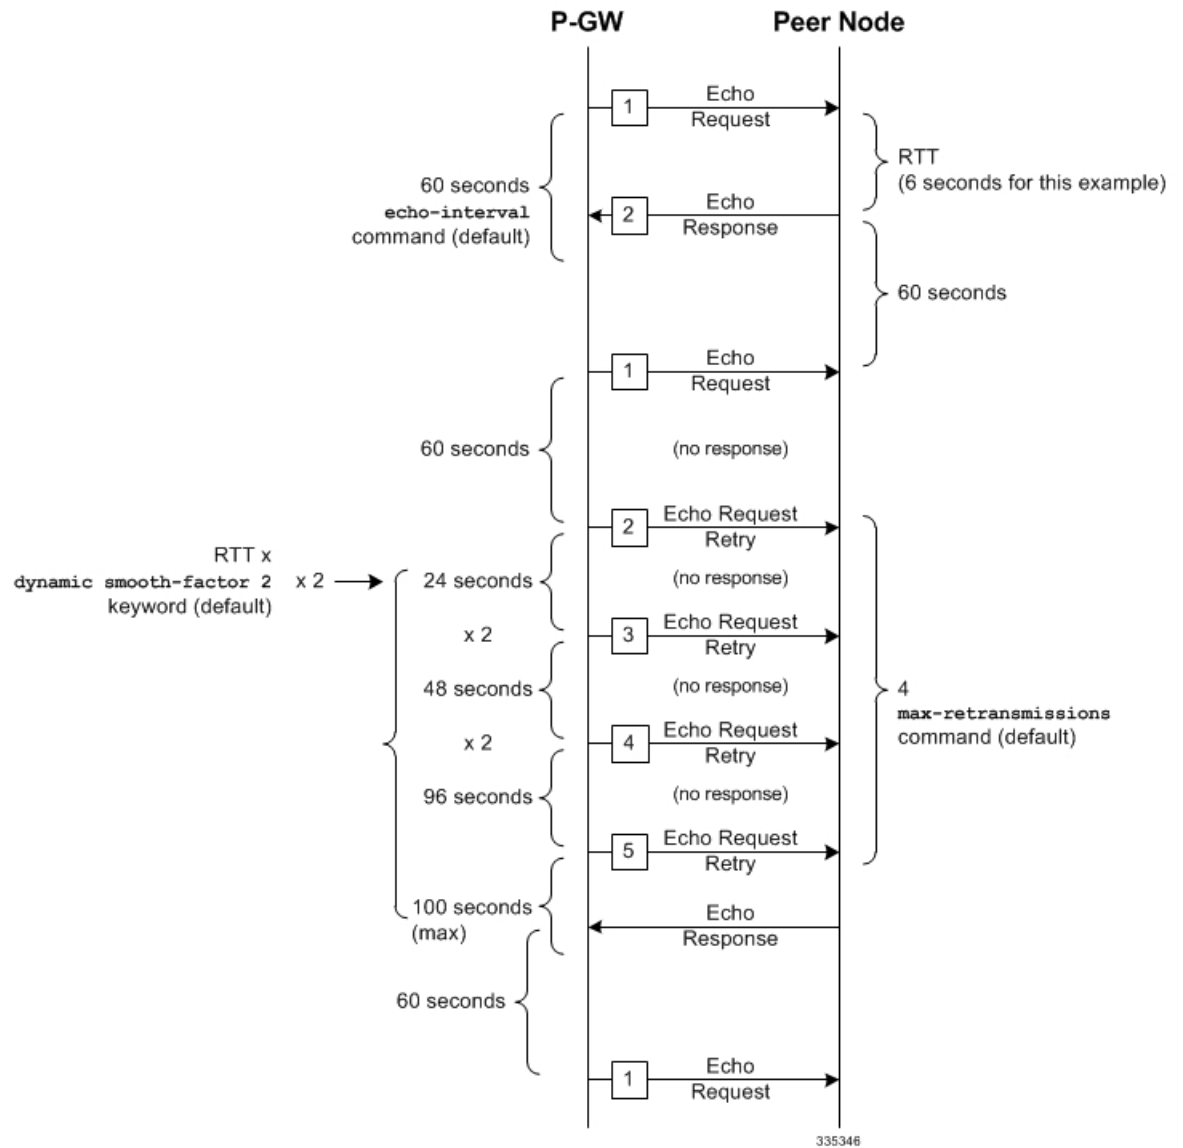 P-GW
Peer Node
1
Echo
Request
RTT
(6 seconds for this example)
60 seconds
echo-interval
command (default)
2
Echo
Response
60 seconds
1
Echo
Request
60 seconds
(no response)
2
Echo Request
Retry
RTT x
dynamic smooth-factor 2
keyword (default)
x 2
24 seconds
(no response)
x 2
3
Echo Request
Retry
48 seconds
(no response)
4
max-retransmissions
command (default)
x 2
4
Echo Request
Retry
96 seconds
(no response)
5
Echo Request
Retry
100 seconds
(max)
Echo
Response
60 seconds
1
Echo
Request
335346